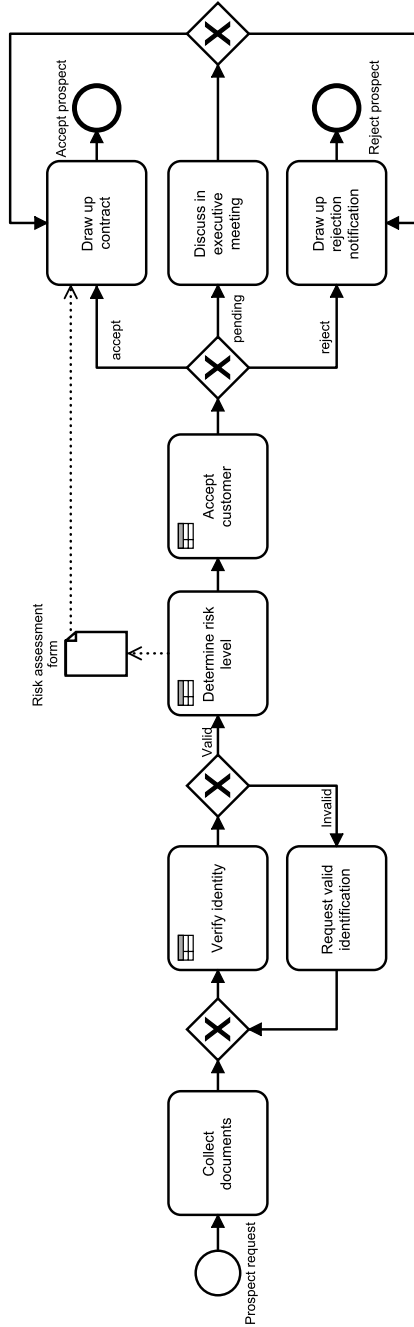 Prospect request
Collect
documents
Verify identity
Request valid
identification
Invalid
Valid
Determine risk
level
Risk assessment
form
Accept
customer
accept
pending
reject
Draw up
contract
Accept prospect
Discuss in
executive
meeting
Draw up
rejection
notification
Reject prospect